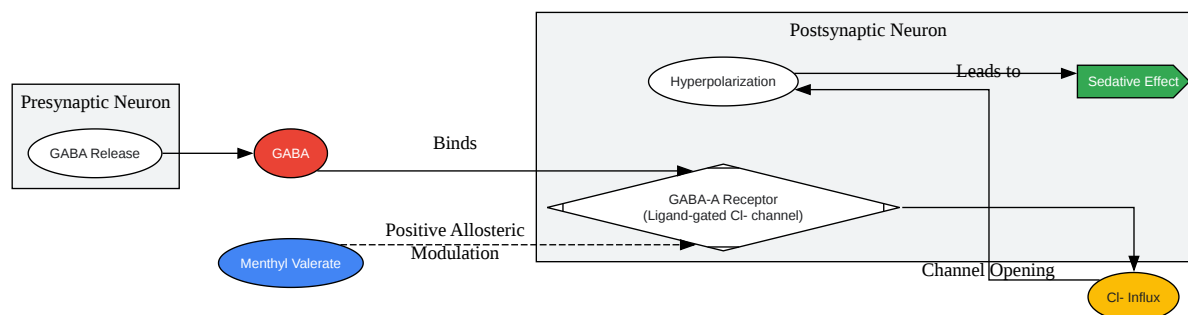 Postsynaptic Neuron
Hyperpolarization
Leads to
Sedative Effect
Presynaptic Neuron
GABA Release
GABA
Binds
GABA-A Receptor
(Ligand-gated Cl- channel)
Positive Allosteric
Modulation
Menthyl Valerate
Channel Opening
Cl- Influx